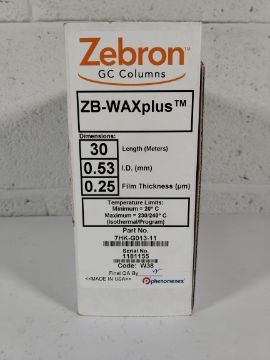 Zebron™
GC Columns
ZB-WAXplus™
Dimensions:
30 Length (Meters)
0.53 I.D. (mm)
0.25 Film Thickness (µm)
Temperature Limits:
Minimum = 20° C
Maximum = 230/240° C
(Isothermal/Program)
Part No.
7HK-G013-11
Serial No.
1181155
Code: W38
Final QA By
<<MADE IN USA>> phenomenex